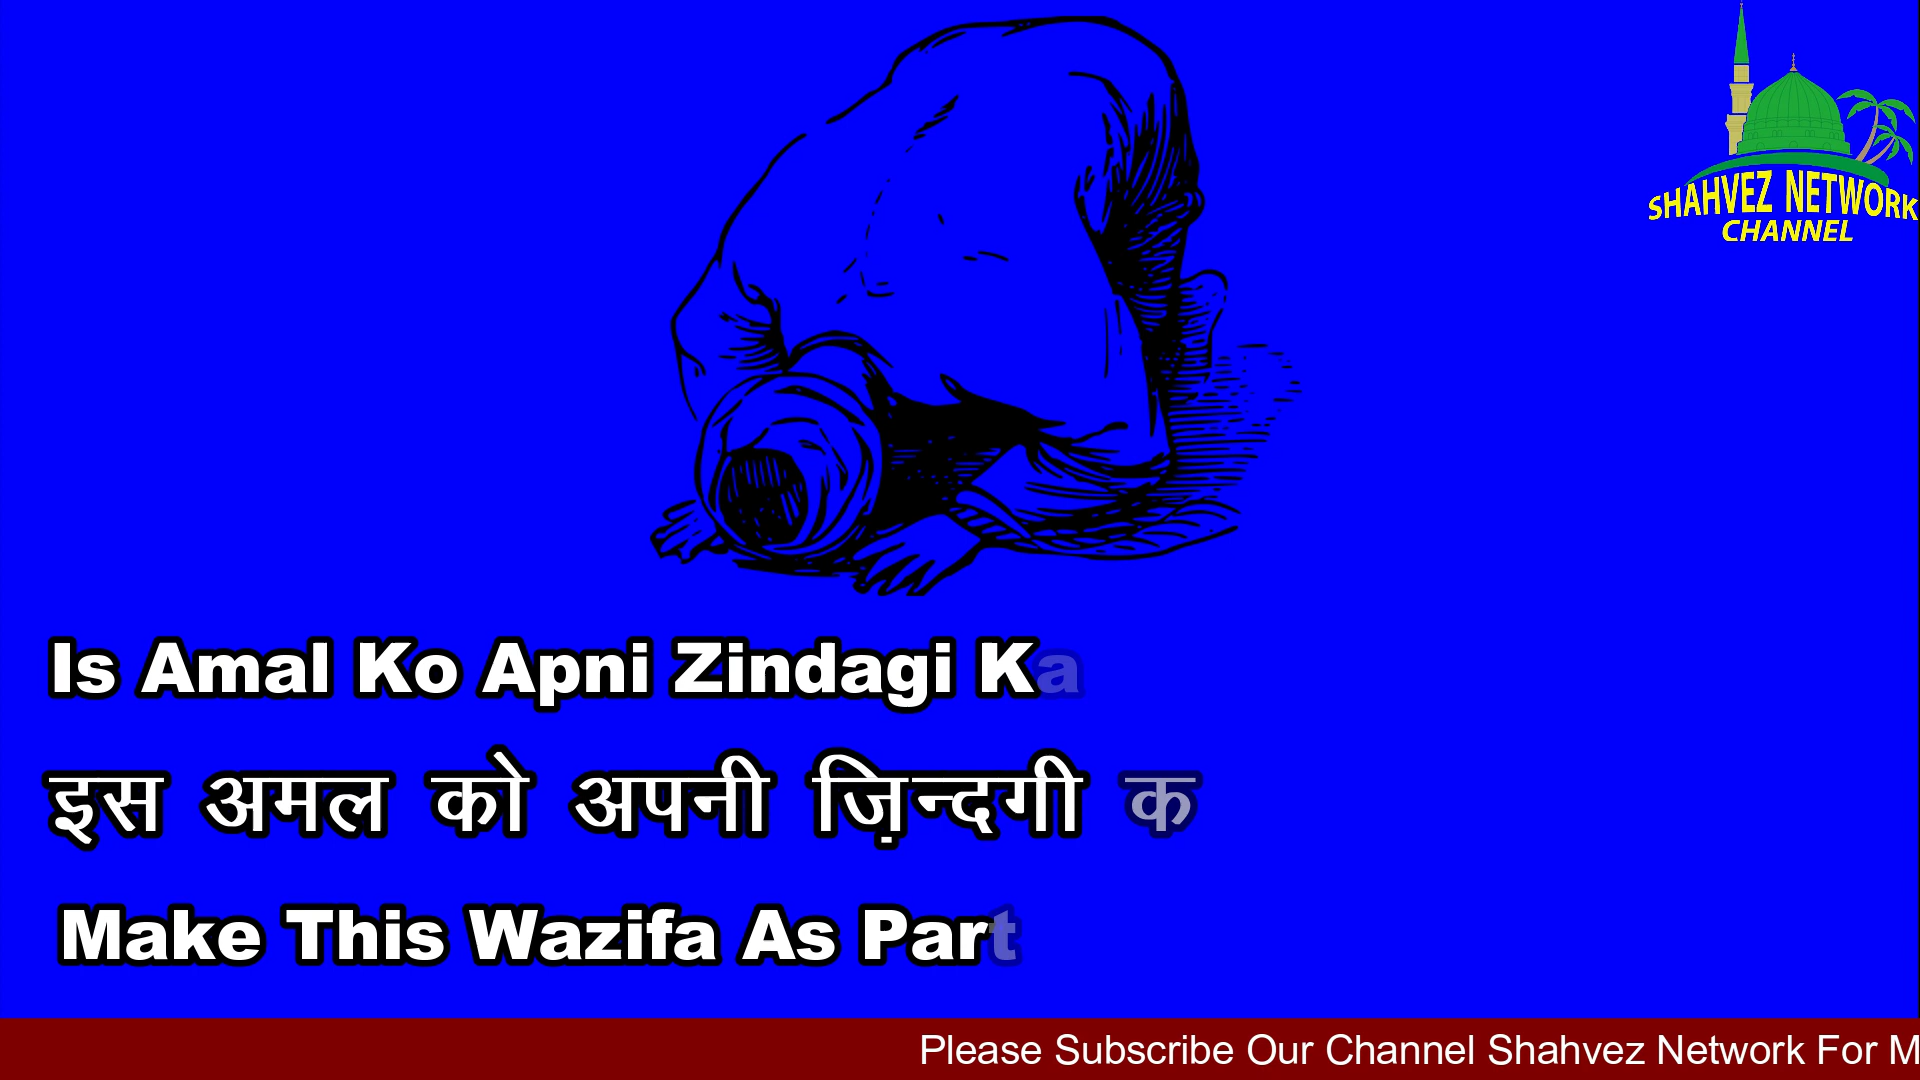 SHAHVEZ NETWORK
CHANNEL
Is Amal Ko Apni Zindagi Ka
इस अमल को अपनी ज़िन्दगी क
Make This Wazifa As Part
Please Subscribe Our Channel Shahvez Network For M